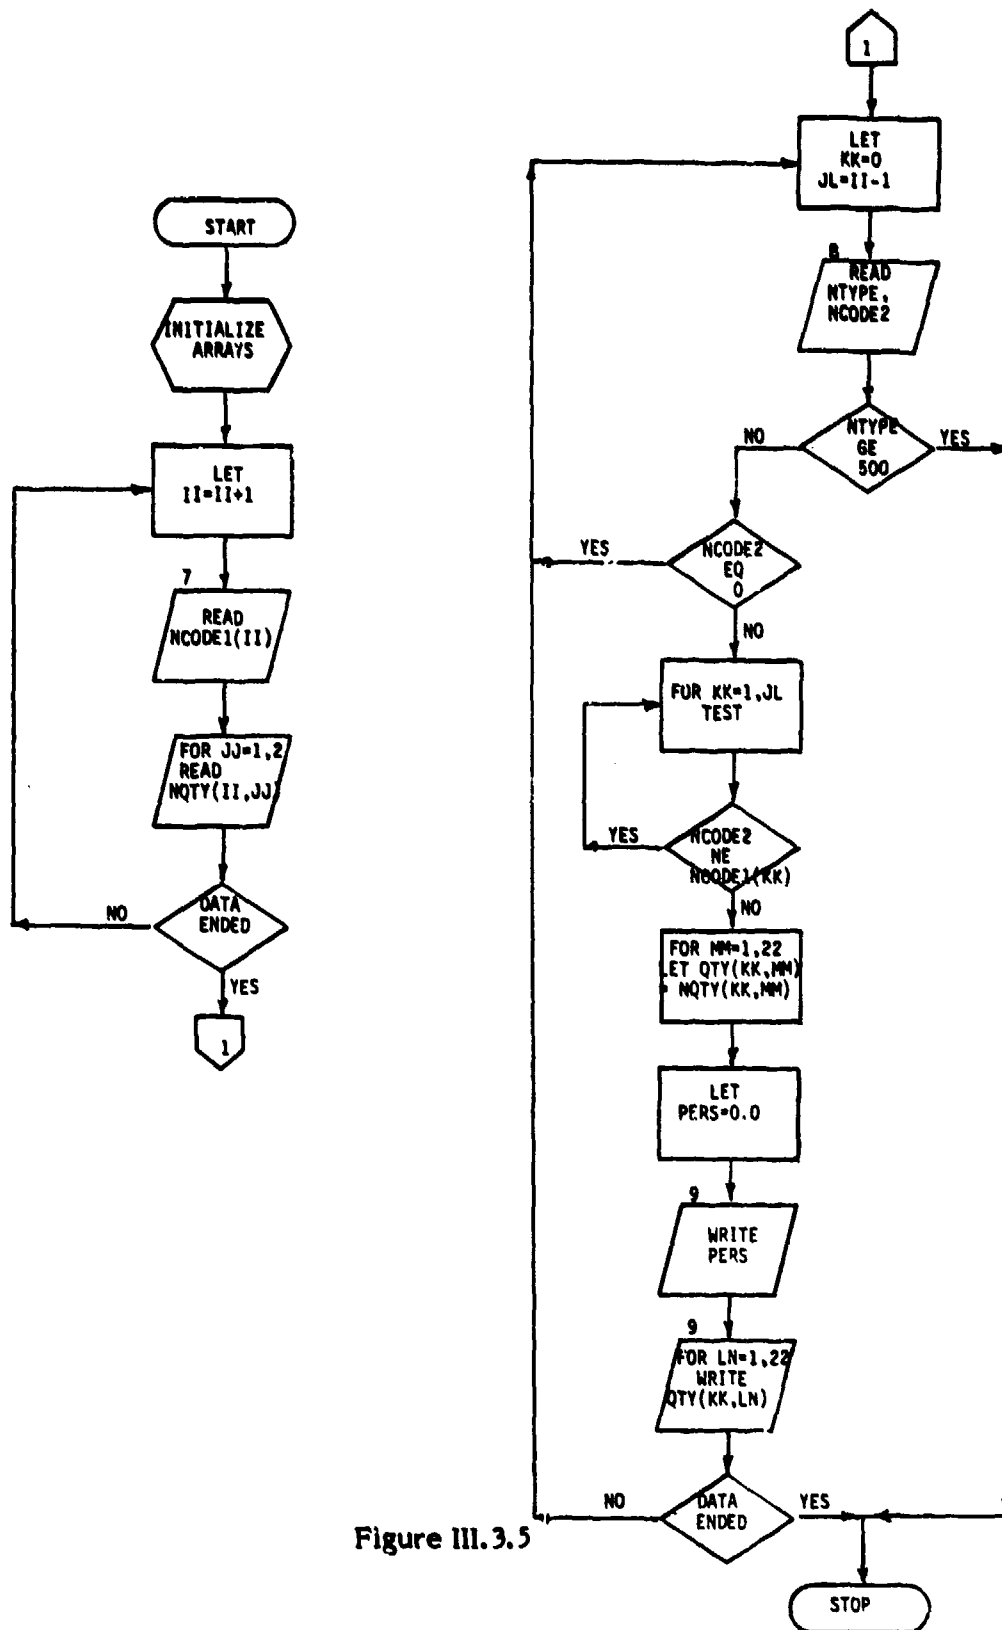 START
INITIALIZE
ARRAYS
LET
II=II+1
7
READ
NCODE1(II)
FOR JJ=1,2
READ
NQTY(II,JJ)
DATA
ENDED
NO
YES
1
1
LET
KK=0
JL=II-1
8
READ
NTYPE,
NCODE2
NTYPE
GE
500
NO
YES
NCODE2
EQ
0
YES
NO
FOR KK=1,JL
TEST
NCODE2
NE
NCODE1(KK)
YES
NO
FOR MM=1,22
LET QTY(KK,MM)
= NQTY(KK,MM)
LET
PERS=0.0
9
WRITE
PERS
9
FOR LN=1,22
WRITE
QTY(KK,LN)
DATA
ENDED
NO
YES
STOP
Figure III.3.5